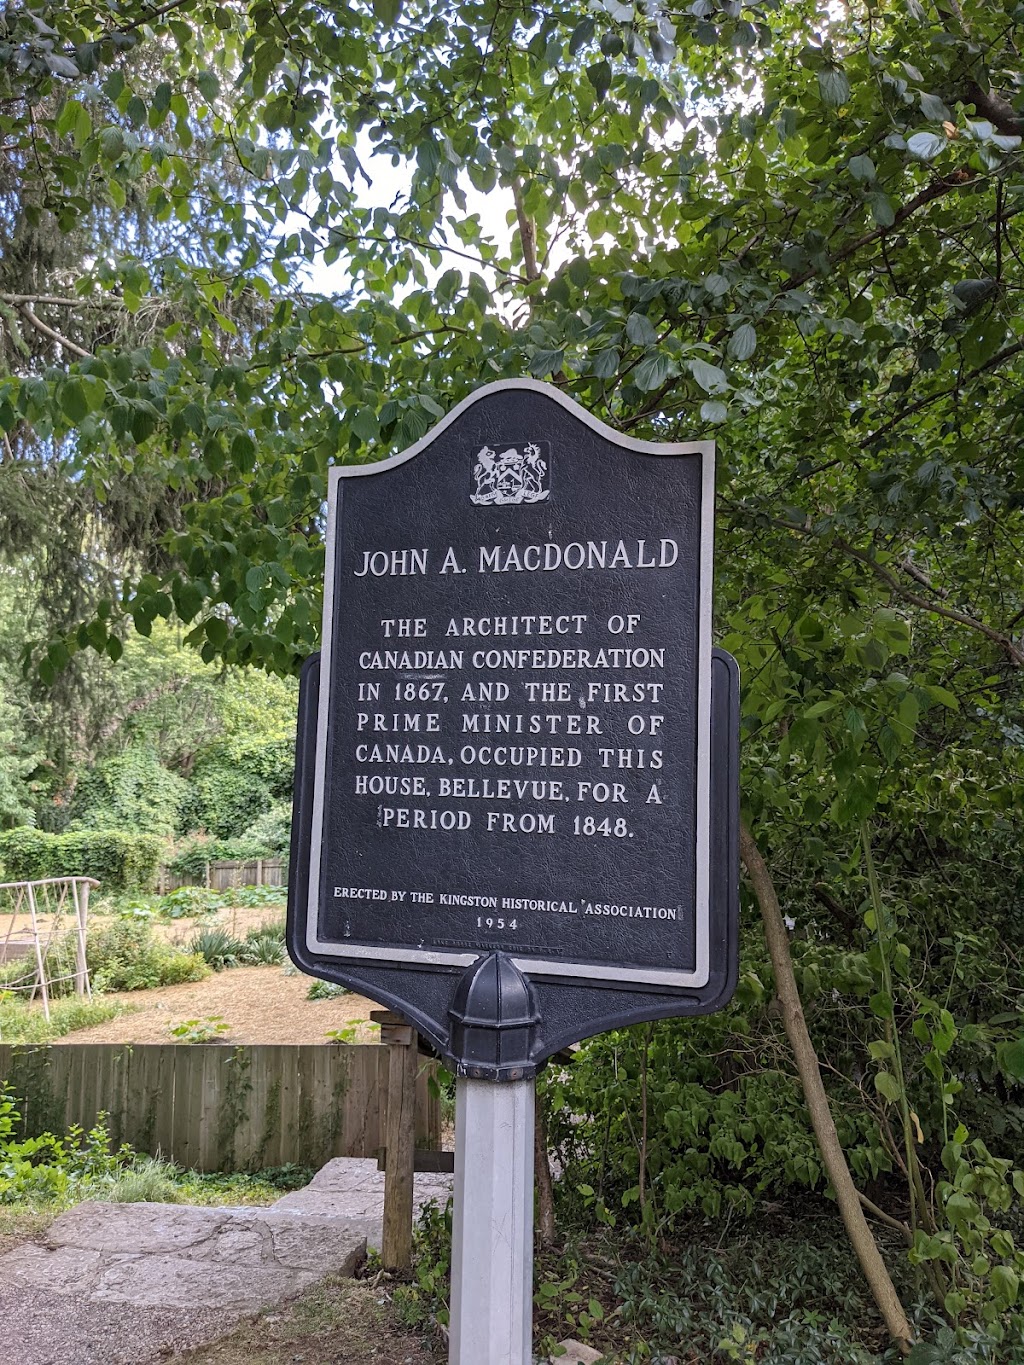 JOHN A. MACDONALD
THE ARCHITECT OF
CANADIAN CONFEDERATION
IN 1867, AND THE FIRST
PRIME MINISTER OF
CANADA, OCCUPIED THIS
HOUSE, BELLEVUE, FOR A
PERIOD FROM 1848.
ERECTED BY THE KINGSTON HISTORICAL ASSOCIATION
1954